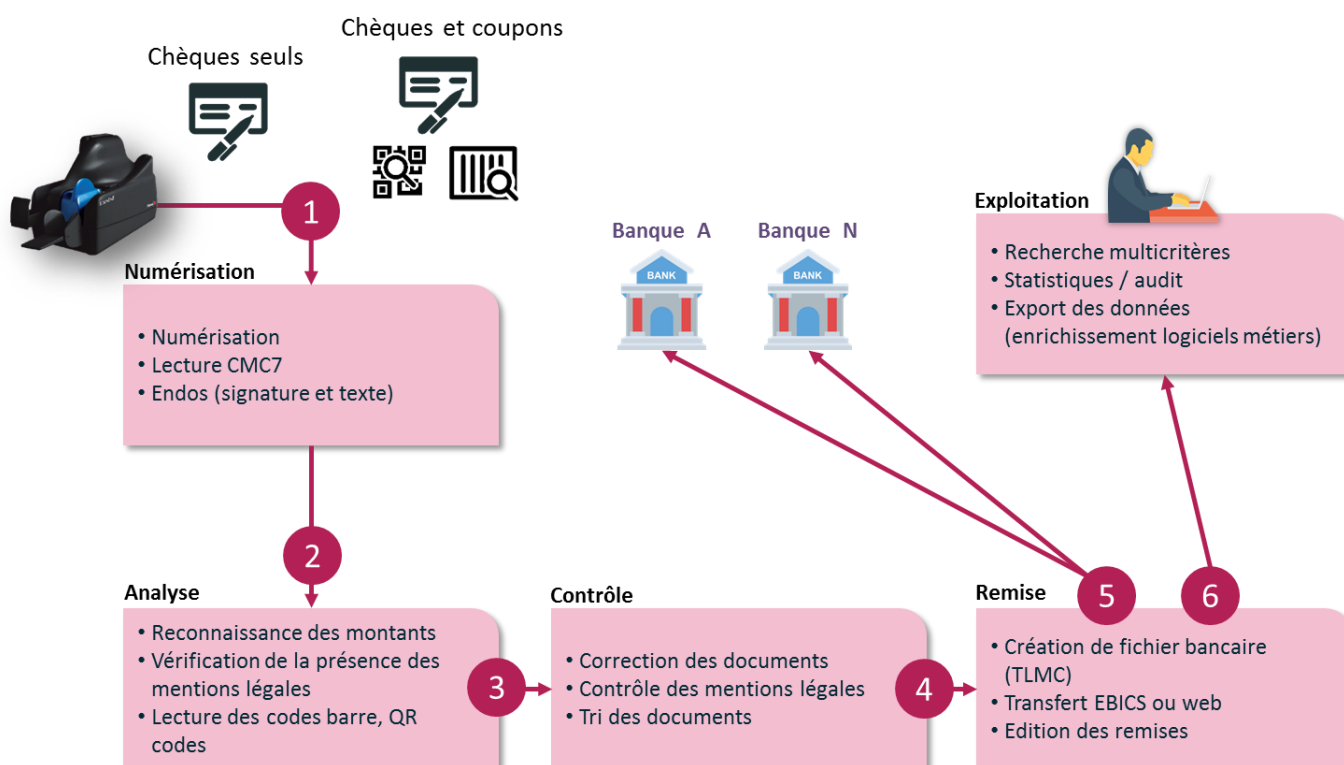 Chèques seuls
Chèques et coupons
1
Numérisation
• Numérisation
• Lecture CMC7
• Endos (signature et texte)
2
Analyse
• Reconnaissance des montants
• Vérification de la présence des
mentions légales
• Lecture des codes barre, QR
codes
3
Contrôle
• Correction des documents
• Contrôle des mentions légales
• Tri des documents
4
Remise
• Création de fichier bancaire
(TLMC)
• Transfert EBICS ou web
• Edition des remises
5
6
Banque A
BANK
Banque N
BANK
Exploitation
• Recherche multicritères
• Statistiques / audit
• Export des données
(enrichissement logiciels métiers)